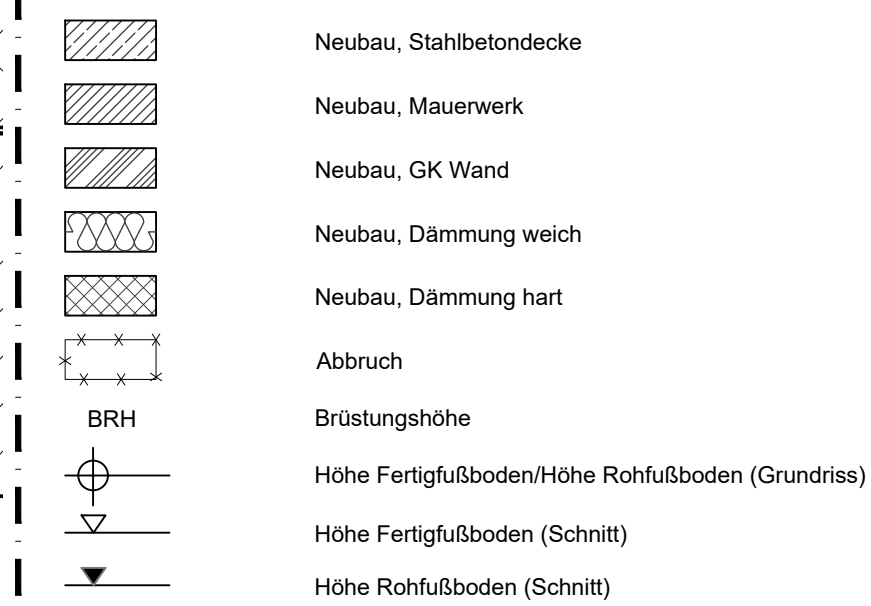 Neubau, Stahlbetondecke
Neubau, Mauerwerk
Neubau, GK Wand
Neubau, Dämmung weich
Neubau, Dämmung hart
Abbruch
BRH Brüstungshöhe
Höhe Fertigfußboden/Höhe Rohfußboden (Grundriss)
Höhe Fertigfußboden (Schnitt)
Höhe Rohfußboden (Schnitt)